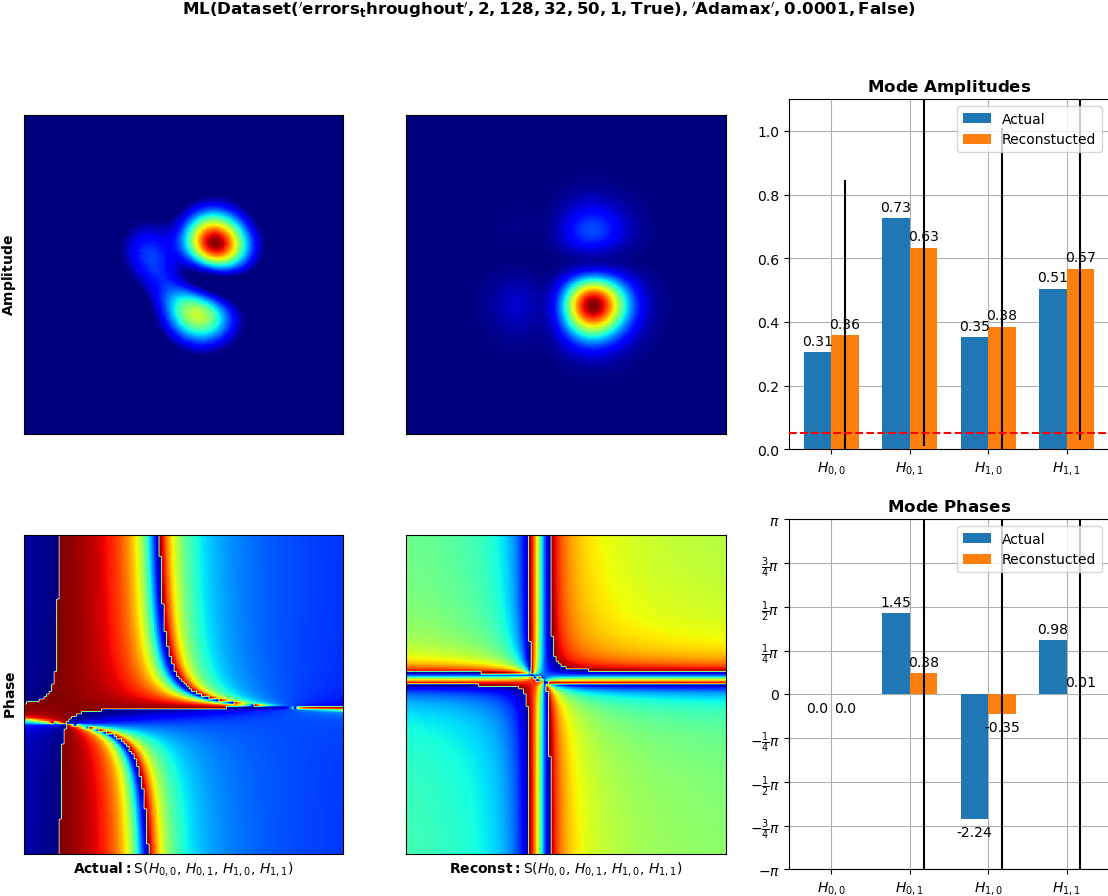 ML(Dataset('errors_throughout', 2, 128, 32, 50, 1, True), 'Adamax', 0.0001, False)
Amplitude
Mode Amplitudes
Actual
Reconstucted
1.0
0.8
0.6
0.4
0.2
0.0
0.31
0.36
0.73
0.63
0.35
0.38
0.51
0.57
H0,0
H0,1
H1,0
H1,1
Phase
Actual: S(H0,0, H0,1, H1,0, H1,1)
Reconst: S(H0,0, H0,1, H1,0, H1,1)
Mode Phases
Actual
Reconstucted
π
3/4π
1/2π
1/4π
0
−1/4π
−1/2π
−3/4π
−π
0.0
0.0
1.45
0.38
-2.24
-0.35
0.98
0.01
H0,0
H0,1
H1,0
H1,1